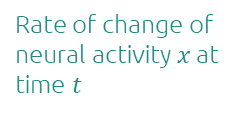 Rate of change of
neural activity x at
time t